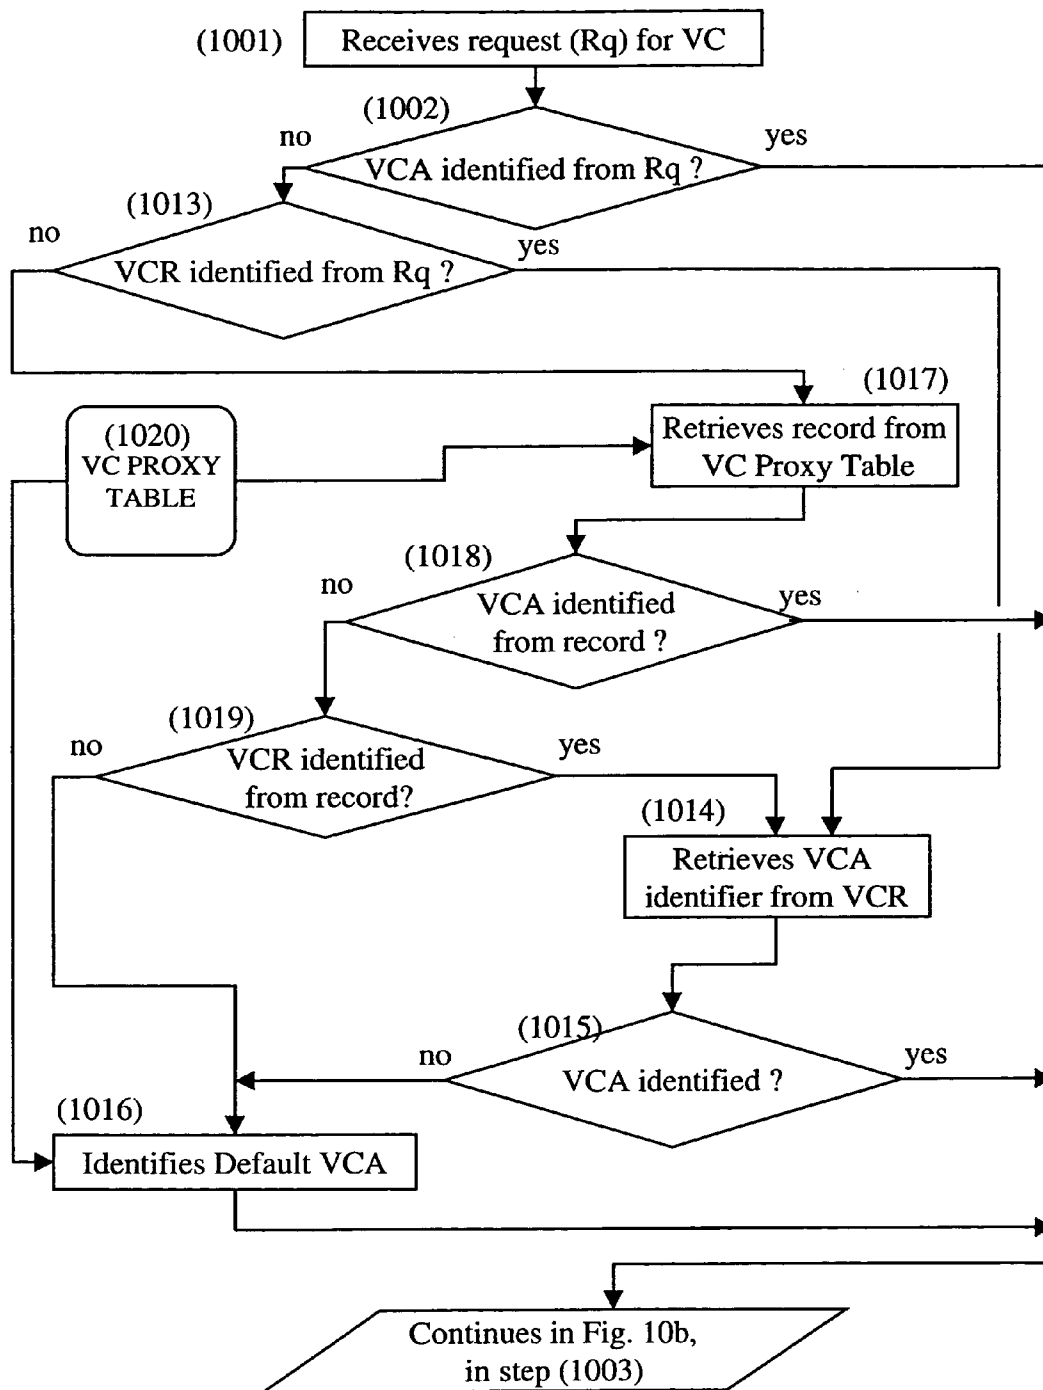 (1001)
Receives request (Rq) for VC
(1002)
no
yes
VCA identified from Rq ?
(1013)
no
yes
VCR identified from Rq ?
(1017)
Retrieves record from
VC Proxy Table
(1020)
VC PROXY
TABLE
(1018)
no
yes
VCA identified
from record ?
(1019)
no
yes
VCR identified
from record?
(1014)
Retrieves VCA
identifier from VCR
(1015)
no
yes
VCA identified ?
(1016)
Identifies Default VCA
Continues in Fig. 10b,
in step (1003)